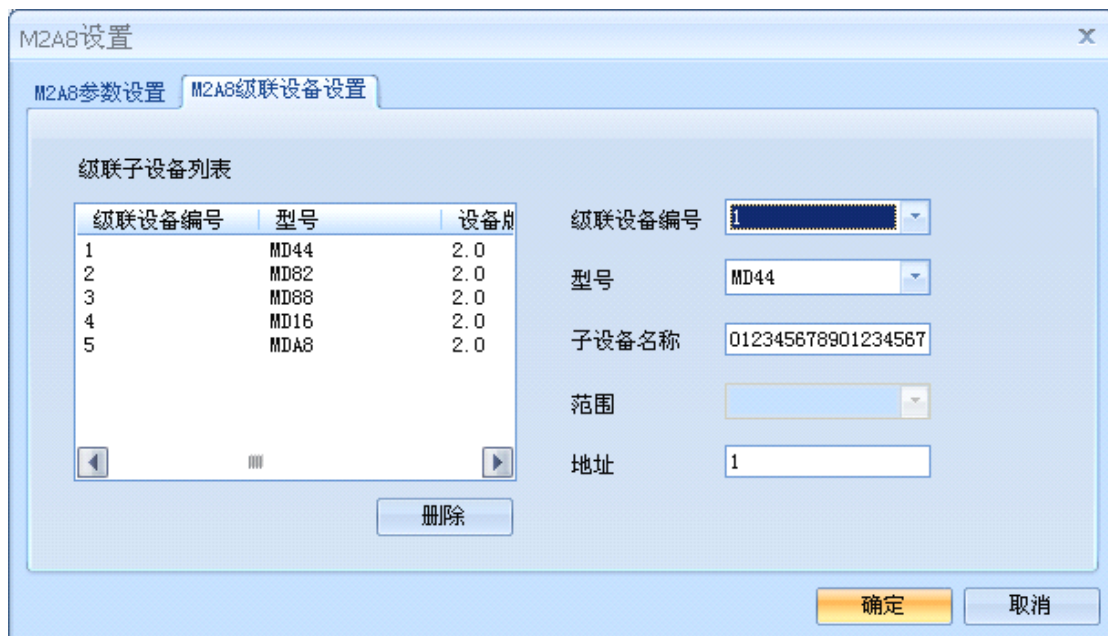 M2A8设置
M2A8参数设置 M2A8级联设备设置
级联子设备列表
级联设备编号 型号 设备
1 MD44 2.0
2 MD82 2.0
3 MD88 2.0
4 MD16 2.0
5 MDA8 2.0
删除
级联设备编号 1
型号 MD44
子设备名称 012345678901234567
范围
地址 1
确定 取消